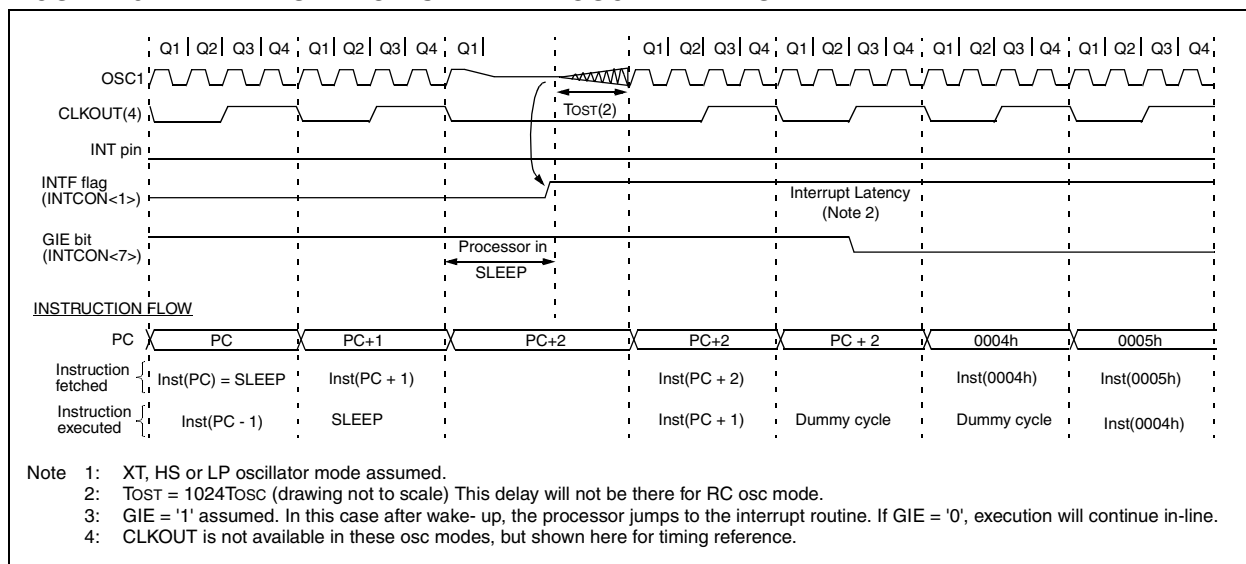 Q1 Q2 Q3 Q4 Q1 Q2 Q3 Q4 Q1 Q1 Q2 Q3 Q4 Q1 Q2 Q3 Q4 Q1 Q2 Q3 Q4 Q1 Q2 Q3 Q4
OSC1
TOST(2)
CLKOUT(4)
INT pin
INTF flag
(INTCON<1>)
Interrupt Latency
(Note 2)
GIE bit
(INTCON<7>)
Processor in
SLEEP
INSTRUCTION FLOW
PC PC PC+1 PC+2 PC+2 PC + 2 0004h 0005h
Instruction
fetched
Inst(PC) = SLEEP Inst(PC + 1) Inst(PC + 2) Inst(0004h) Inst(0005h)
Instruction
executed
Inst(PC - 1) SLEEP Inst(PC + 1) Dummy cycle Dummy cycle Inst(0004h)
Note 1: XT, HS or LP oscillator mode assumed.
2: TOST = 1024TOSC (drawing not to scale) This delay will not be there for RC osc mode.
3: GIE = '1' assumed. In this case after wake- up, the processor jumps to the interrupt routine. If GIE = '0', execution will continue in-line.
4: CLKOUT is not available in these osc modes, but shown here for timing reference.